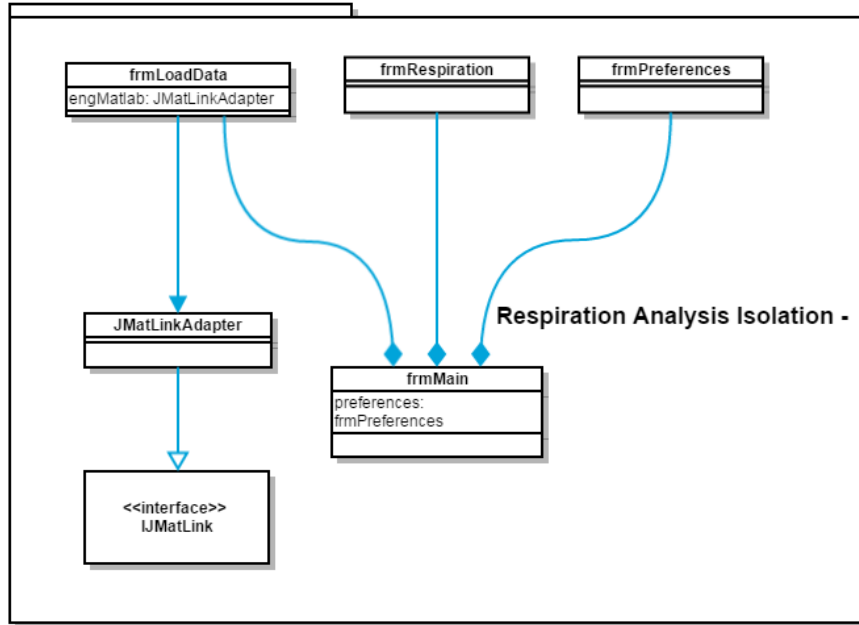 frmLoadData
engMatlab: JMatLinkAdapter
frmRespiration
frmPreferences
JMatLinkAdapter
Respiration Analysis Isolation -
frmMain
preferences:
frmPreferences
<<interface>>
IJMatLink